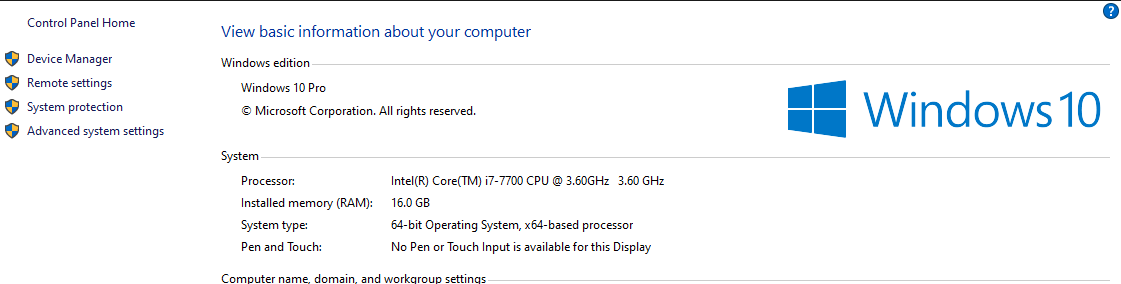 Control Panel Home
Device Manager
Remote settings
System protection
Advanced system settings
?
View basic information about your computer
Windows edition
Windows 10 Pro
© Microsoft Corporation. All rights reserved.
Windows 10
System
Processor: Intel(R) Core(TM) i7-7700 CPU @ 3.60GHz 3.60 GHz
Installed memory (RAM): 16.0 GB
System type: 64-bit Operating System, x64-based processor
Pen and Touch: No Pen or Touch Input is available for this Display
Computer name, domain, and workgroup settings